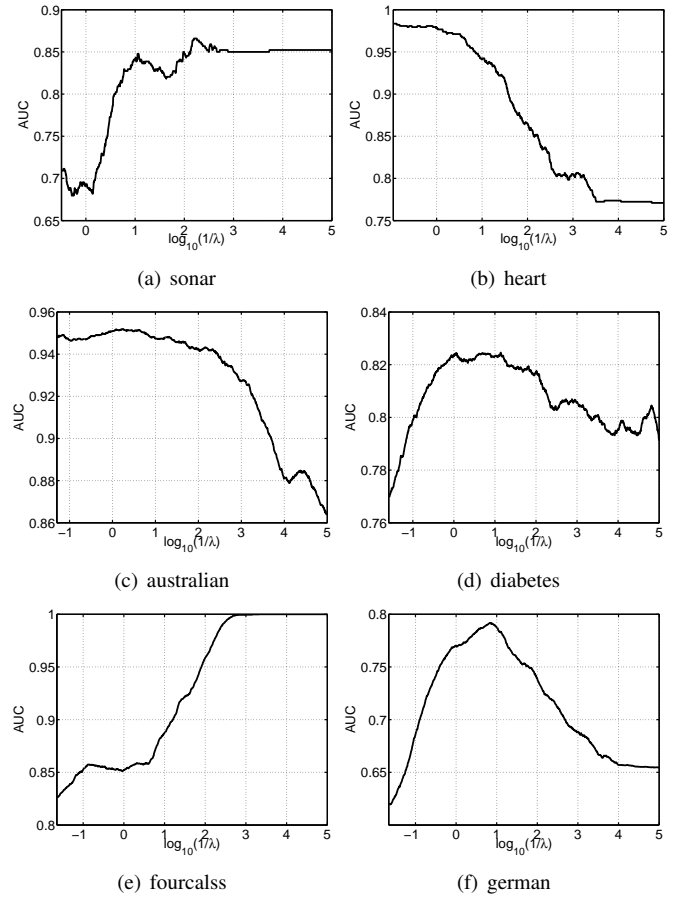 0.9
0.85
0.8
0.75
0.7
0.65
AUC
0 1 2 3 4 5
log10(1/λ)
(a) sonar
1
0.95
0.9
0.85
0.8
0.75
AUC
0 1 2 3 4 5
log10(1/λ)
(b) heart
0.96
0.94
0.92
0.9
0.88
0.86
AUC
−1 0 1 2 3 4 5
log10(1/λ)
(c) australian
0.84
0.82
0.8
0.78
0.76
AUC
−1 0 1 2 3 4 5
log10(1/λ)
(d) diabetes
1
0.95
0.9
0.85
0.8
AUC
−1 0 1 2 3 4 5
log10(1/λ)
(e) fourcalss
0.8
0.75
0.7
0.65
AUC
−1 0 1 2 3 4 5
log10(1/λ)
(f) german